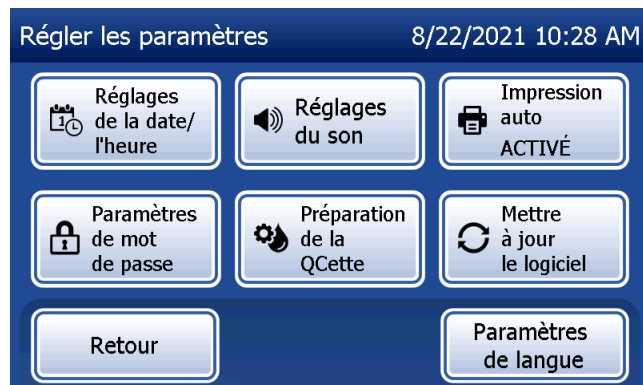 Régler les paramètres 8/22/2021 10:28 AM
Réglages
de la date/
l'heure
Réglages
du son
Impression
auto
ACTIVÉ
Paramètres
de mot
de passe
Préparation
de la
QCette
Mettre
à jour
le logiciel
Retour
Paramètres
de langue